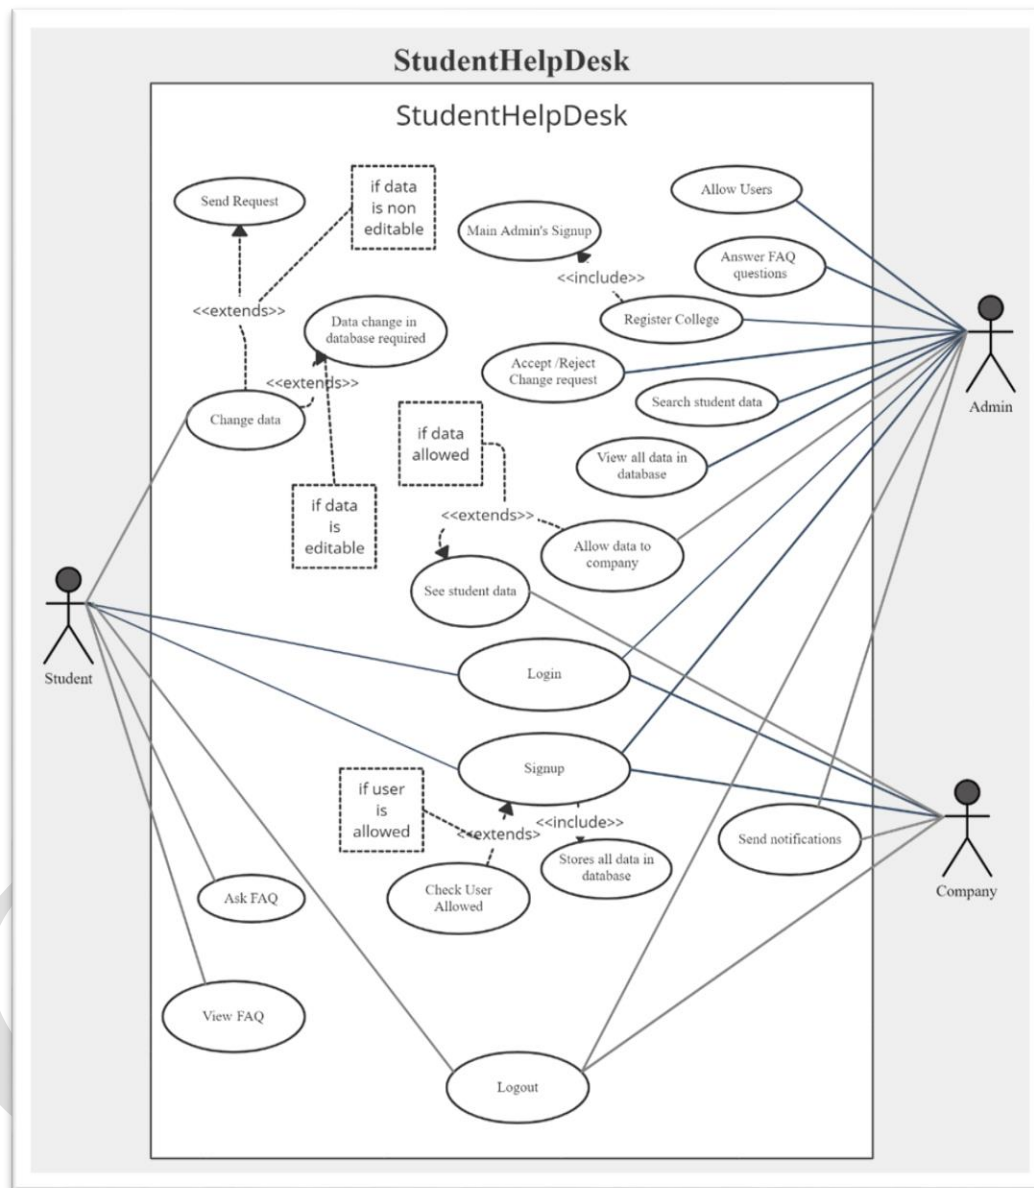 StudentHelpDesk
StudentHelpDesk
Send Request
if data
is non
editable
Main Admin's Signup
Allow Users
Answer FAQ
questions
<<include>>
<<extends>>
Data change in
database required
Register College
Accept /Reject
Change request
<<extends>>
Change data
Search student data
Admin
if data
allowed
View all data in
database
if data
is
editable
<<extends>>
Allow data to
company
See student data
Student
Login
Signup
if user
is
allowed
<<extends>
<<include>>
Send notifications
Stores all data in
database
Check User
Allowed
Company
Ask FAQ
View FAQ
Logout